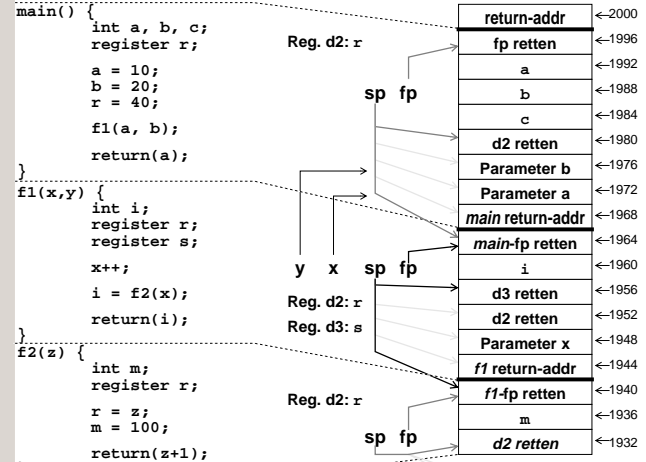 main() {
int a, b, c;
register r;
a = 10;
b = 20;
r = 40;
f1(a, b);
return(a);
}
f1(x,y) {
int i;
register r;
register s;
x++;
i = f2(x);
return(i);
}
f2(z) {
int m;
register r;
r = z;
m = 100;
return(z+1);
Reg. d2: r
sp fp
y x sp fp
Reg. d2: r
Reg. d3: s
Reg. d2: r
sp fp
return-addr ←2000
fp retten ←1996
a ←1992
b ←1988
c ←1984
d2 retten ←1980
Parameter b ←1976
Parameter a ←1972
main return-addr ←1968
main-fp retten ←1964
i ←1960
d3 retten ←1956
d2 retten ←1952
Parameter x ←1948
f1 return-addr ←1944
f1-fp retten ←1940
m ←1936
d2 retten ←1932